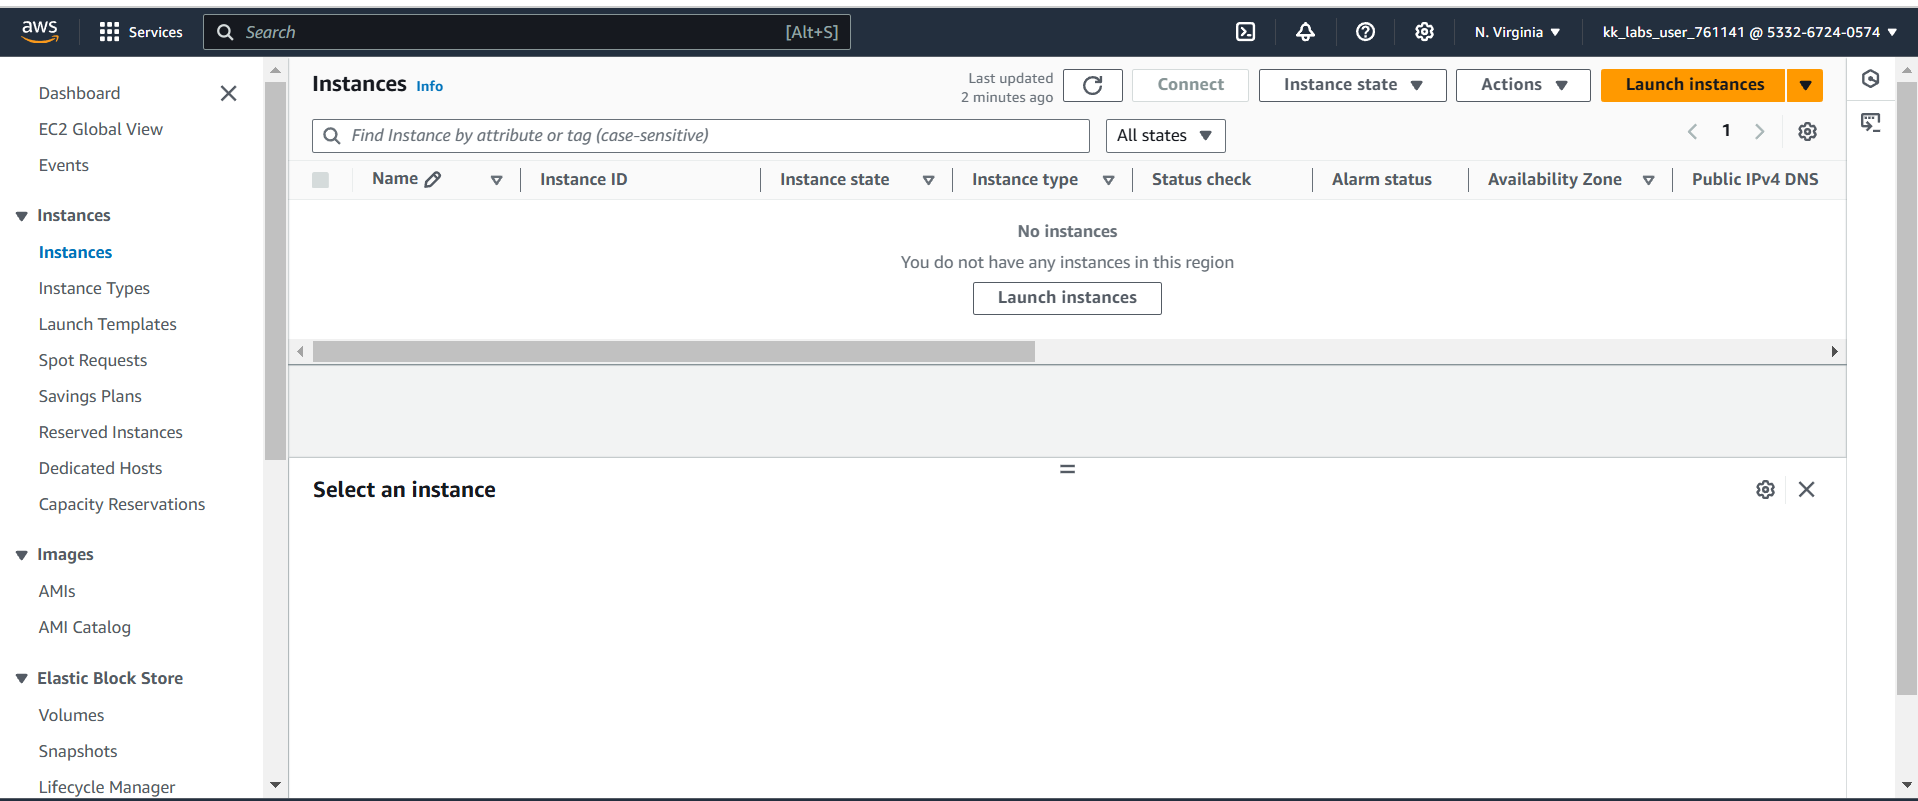 aws Services Search [Alt+S] N. Virginia kk_labs_user_761141 @ 5332-6724-0574
Dashboard
EC2 Global View
Events
Instances
Instances
Instance Types
Launch Templates
Spot Requests
Savings Plans
Reserved Instances
Dedicated Hosts
Capacity Reservations
Images
AMIs
AMI Catalog
Elastic Block Store
Volumes
Snapshots
Lifecycle Manager
Instances Info
Last updated
2 minutes ago
Connect Instance state Actions Launch instances
Find Instance by attribute or tag (case-sensitive) All states 1
Name Instance ID Instance state Instance type Status check Alarm status Availability Zone Public IPv4 DNS
No instances
You do not have any instances in this region
Launch instances
Select an instance